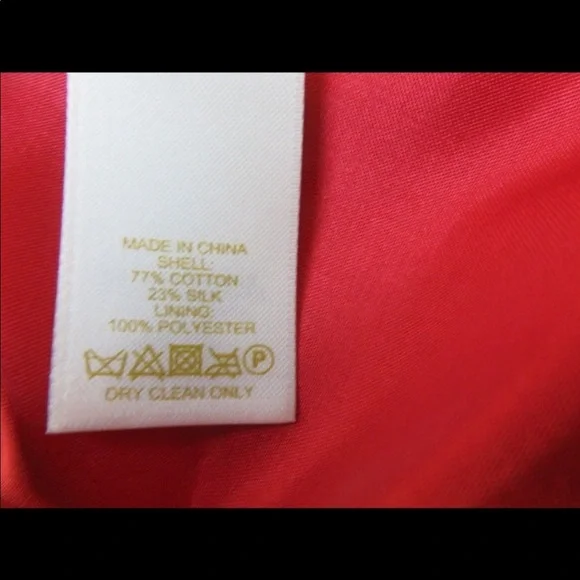 MADE IN CHINA
SHELL:
77% COTTON
23% SILK
LINING:
100% POLYESTER
P
DRY CLEAN ONLY